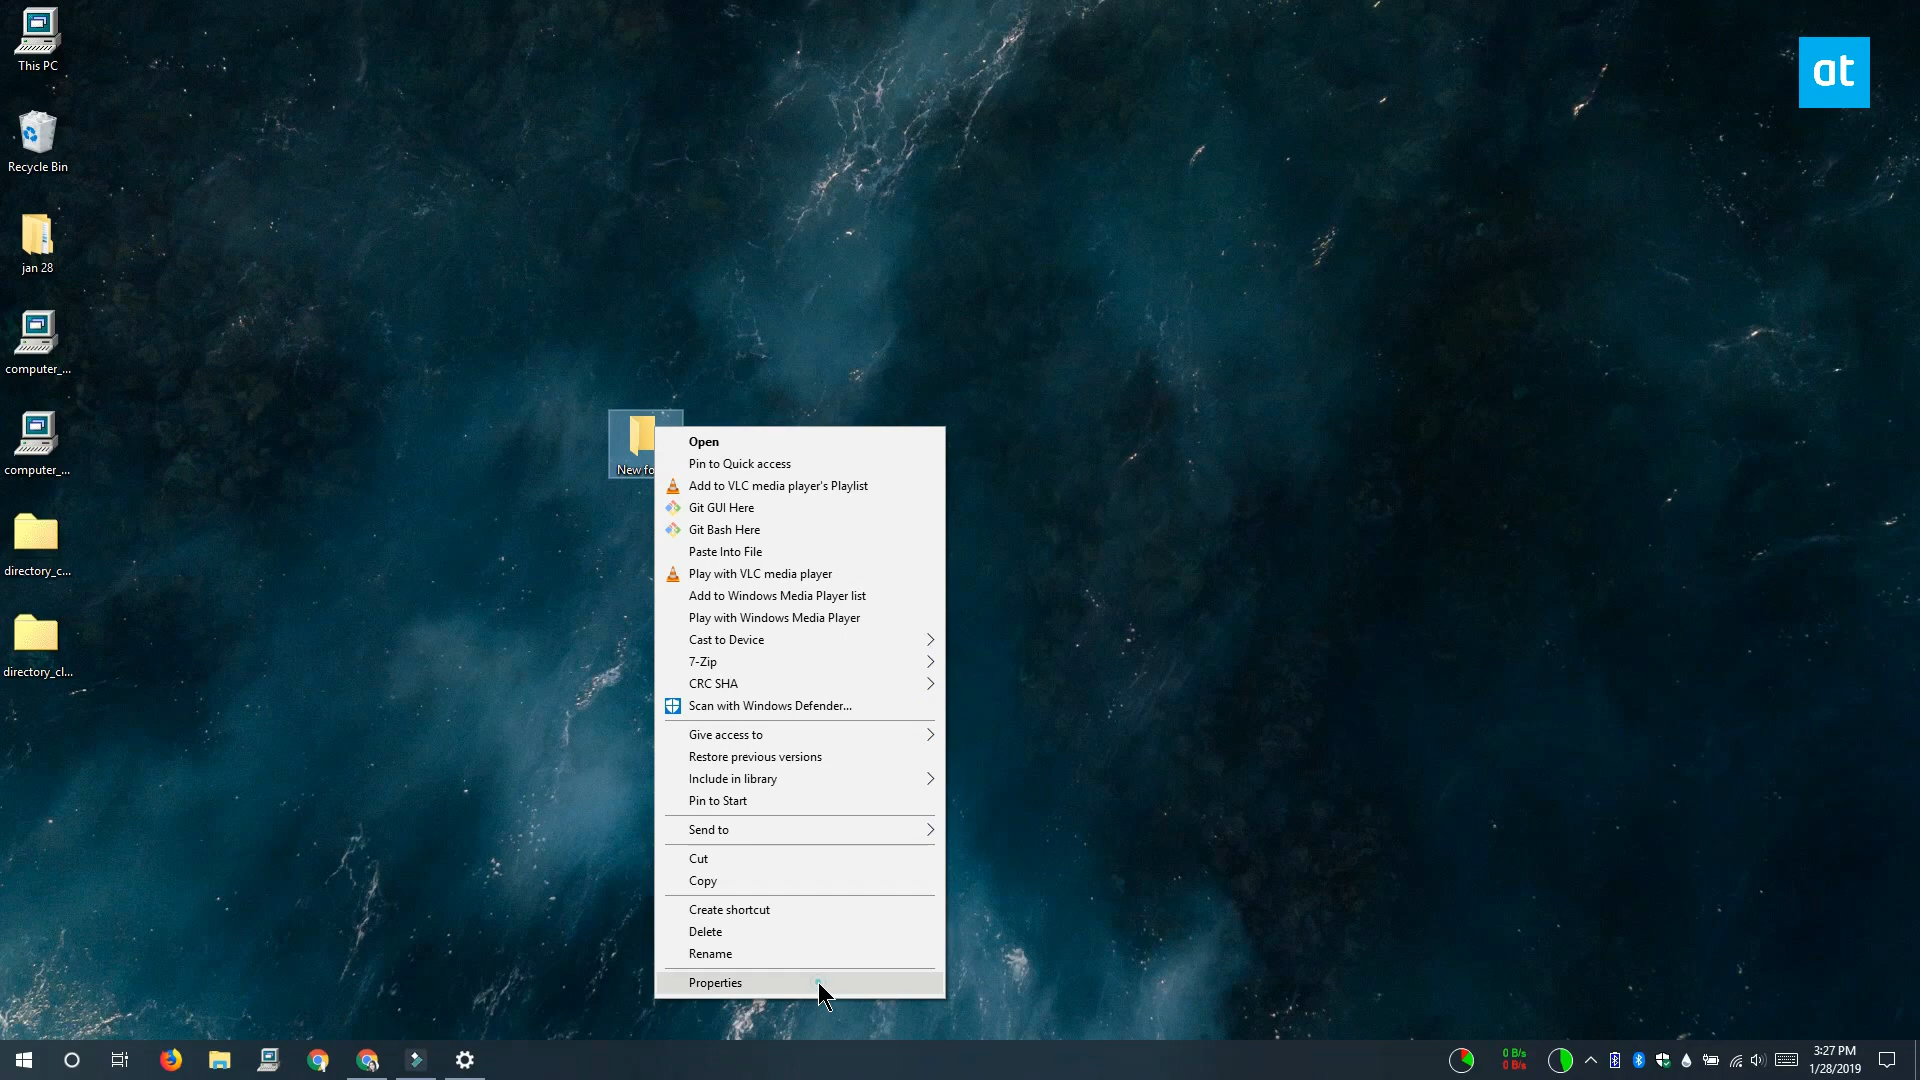 This PC
Recycle Bin
jan 28
computer_...
computer_...
directory_c...
directory_cl...
at
New fo
Open
Pin to Quick access
Add to VLC media player's Playlist
Git GUI Here
Git Bash Here
Paste Into File
Play with VLC media player
Add to Windows Media Player list
Play with Windows Media Player
Cast to Device
7-Zip
CRC SHA
Scan with Windows Defender...
Give access to
Restore previous versions
Include in library
Pin to Start
Send to
Cut
Copy
Create shortcut
Delete
Rename
Properties
0 B/s
0 B/s
3:27 PM
1/28/2019